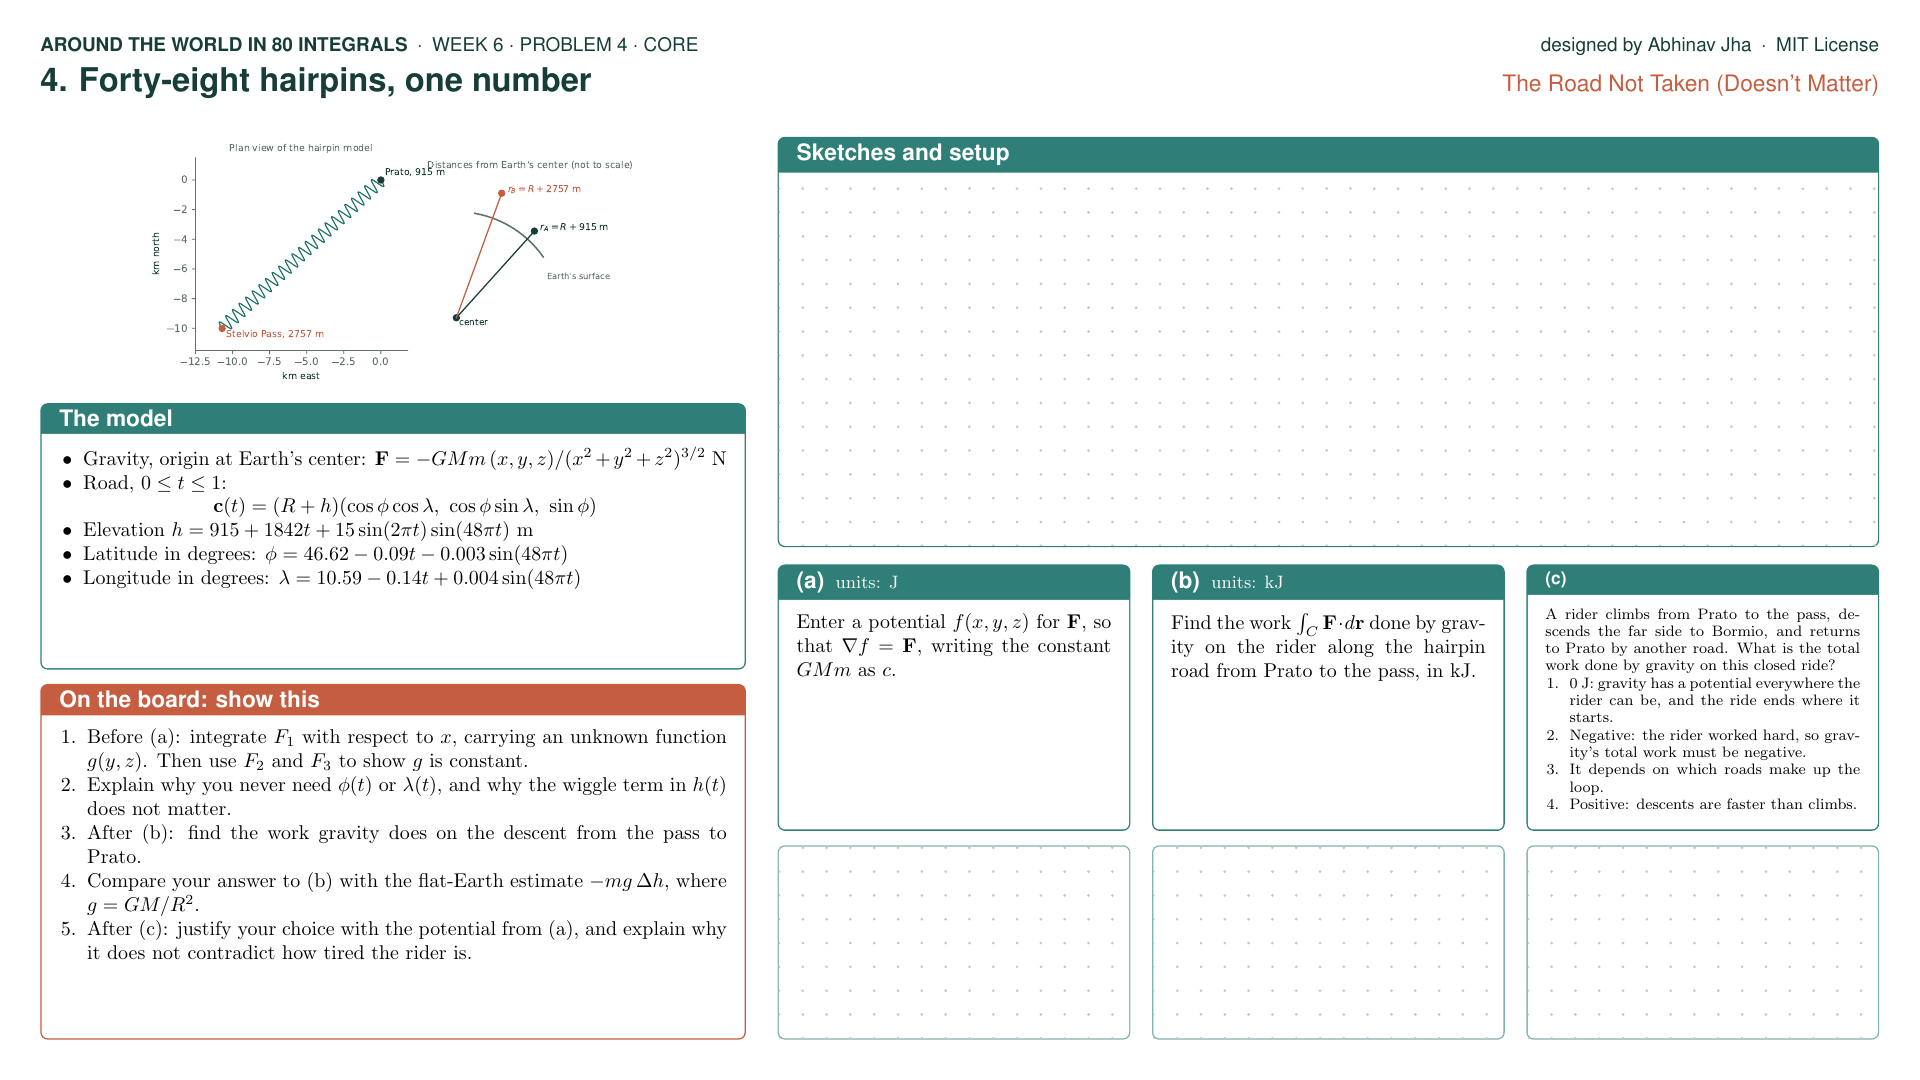 AROUND THE WORLD IN 80 INTEGRALS · WEEK 6 · PROBLEM 4 · CORE
designed by Abhinav Jha · MIT License
4. Forty-eight hairpins, one number
The Road Not Taken (Doesn't Matter)
Plan view of the hairpin model
Prato, 915 m
0
−2
−4
−6
−8
−10
km north
Stelvio Pass, 2757 m
−12.5 −10.0 −7.5 −5.0 −2.5 0.0
km east
Distances from Earth's center (not to scale)
r_B = R + 2757 m
r_A = R + 915 m
Earth's surface
center
The model
• Gravity, origin at Earth's center: F = −GMm (x, y, z)/(x² + y² + z²)^{3/2} N
• Road, 0 ≤ t ≤ 1:
c(t) = (R + h)(cos ϕ cos λ, cos ϕ sin λ, sin ϕ)
• Elevation h = 915 + 1842t + 15 sin(2πt) sin(48πt) m
• Latitude in degrees: ϕ = 46.62 − 0.09t − 0.003 sin(48πt)
• Longitude in degrees: λ = 10.59 − 0.14t + 0.004 sin(48πt)
On the board: show this
1. Before (a): integrate F₁ with respect to x, carrying an unknown function
g(y, z). Then use F₂ and F₃ to show g is constant.
2. Explain why you never need ϕ(t) or λ(t), and why the wiggle term in h(t)
does not matter.
3. After (b): find the work gravity does on the descent from the pass to
Prato.
4. Compare your answer to (b) with the flat-Earth estimate −mg Δh, where
g = GM/R².
5. After (c): justify your choice with the potential from (a), and explain why
it does not contradict how tired the rider is.
Sketches and setup
(a) units: J
Enter a potential f(x, y, z) for F, so
that ∇f = F, writing the constant
GMm as c.
(b) units: kJ
Find the work ∫_C F·dr done by grav-
ity on the rider along the hairpin
road from Prato to the pass, in kJ.
(c)
A rider climbs from Prato to the pass, de-
scends the far side to Bormio, and returns
to Prato by another road. What is the total
work done by gravity on this closed ride?
1. 0 J: gravity has a potential everywhere the
rider can be, and the ride ends where it
starts.
2. Negative: the rider worked hard, so grav-
ity's total work must be negative.
3. It depends on which roads make up the
loop.
4. Positive: descents are faster than climbs.